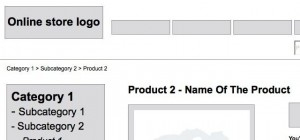 Online store logo
Category 1 > Subcategory 2 > Product 2
Category 1
- Subcategory 1
- Subcategory 2
Product 2 - Name Of The Product